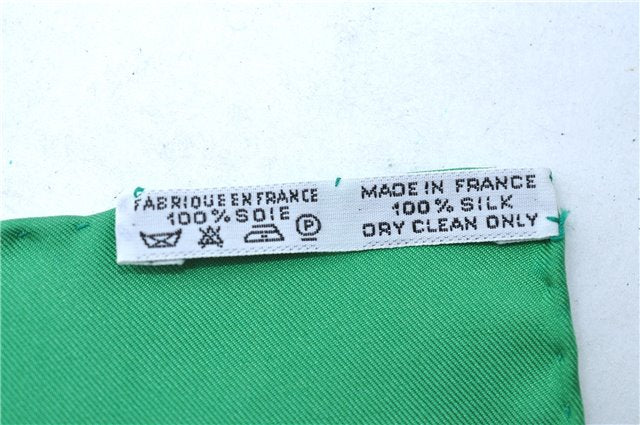 FABRIQUE EN FRANCE
100% SOIE
P
MADE IN FRANCE
100% SILK
DRY CLEAN ONLY